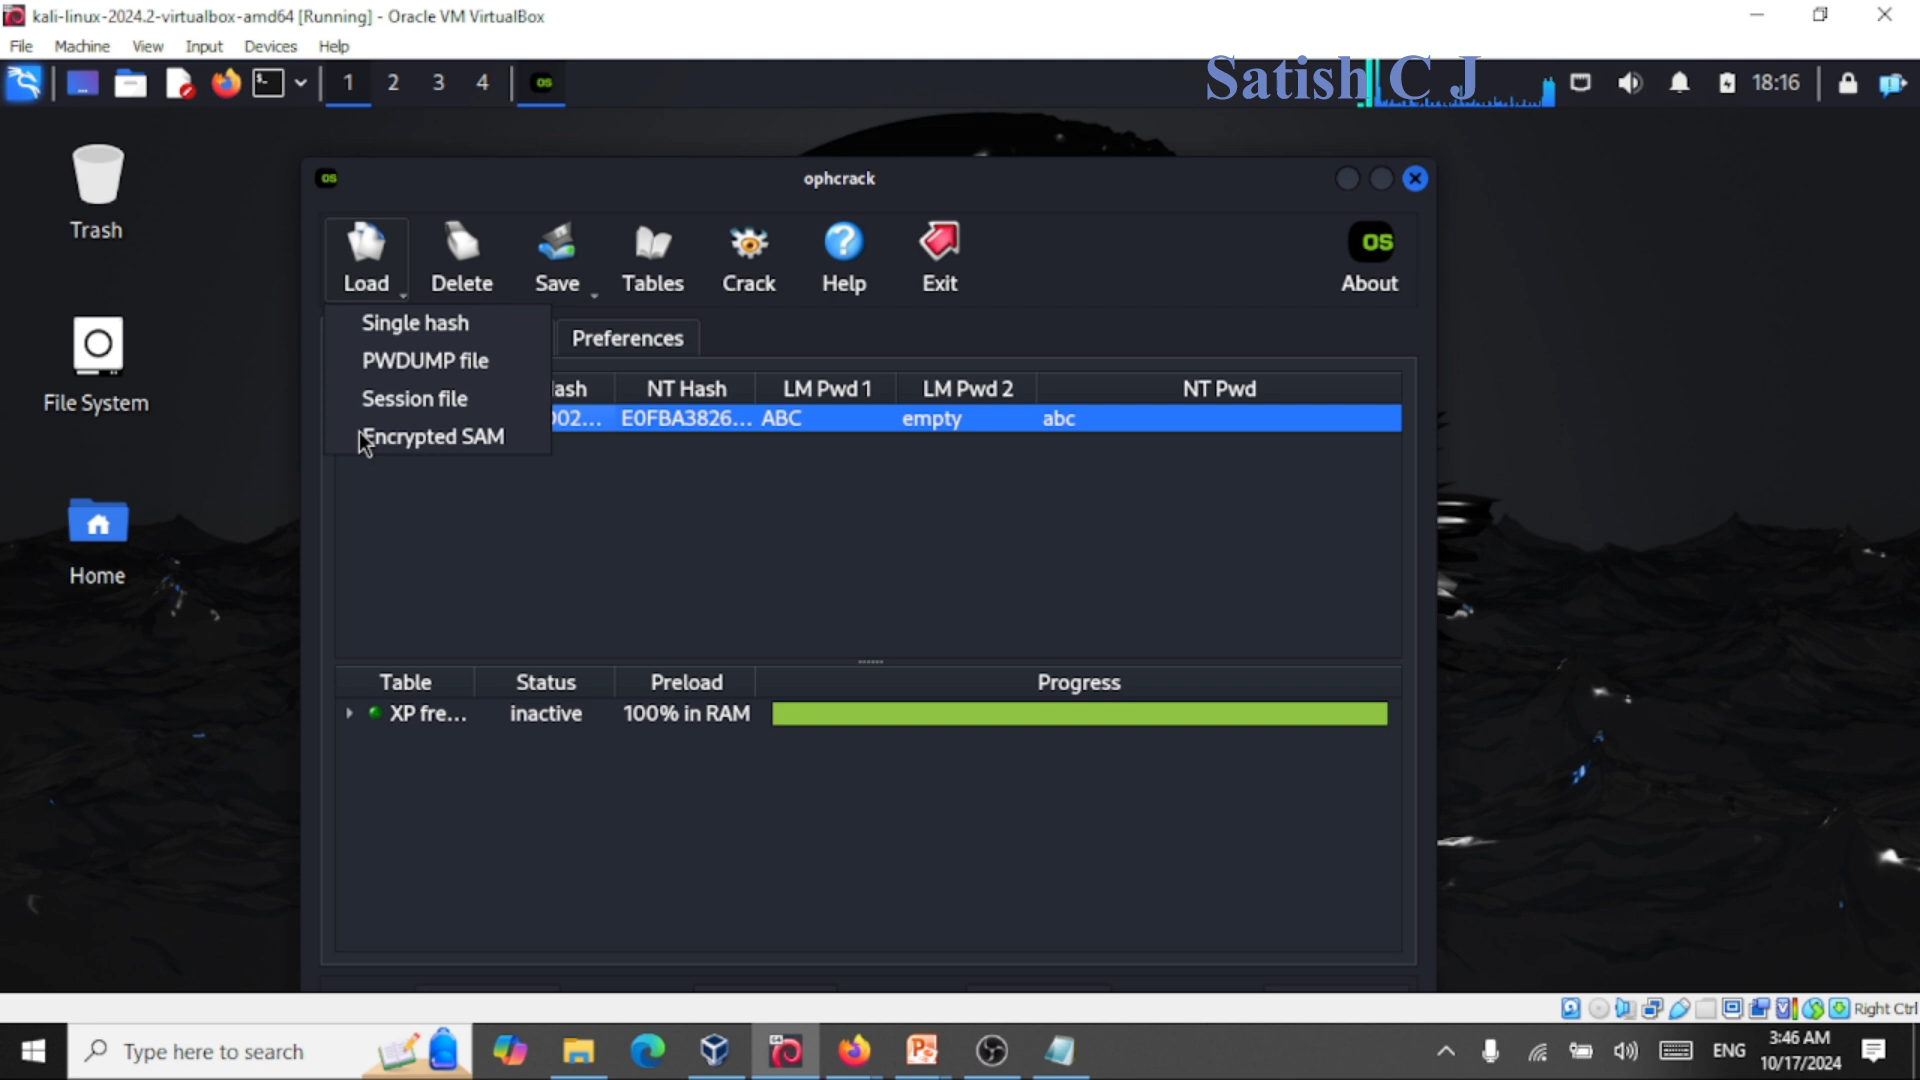 kali-linux-2024.2-virtualbox-amd64 [Running] - Oracle VM VirtualBox
File Machine View Input Devices Help
1 2 3 4 os
Satish C J
18:16
Trash
File System
Home
os ophcrack
Load Delete Save Tables Crack Help Exit
OS About
Single hash
PWDUMP file
Session file
Encrypted SAM
Preferences
NT Hash LM Pwd 1 LM Pwd 2 NT Pwd
E0FBA3826... ABC empty abc
Table Status Preload Progress
XP fre... inactive 100% in RAM
Right Ctrl
Type here to search
ENG
3:46 AM
10/17/2024